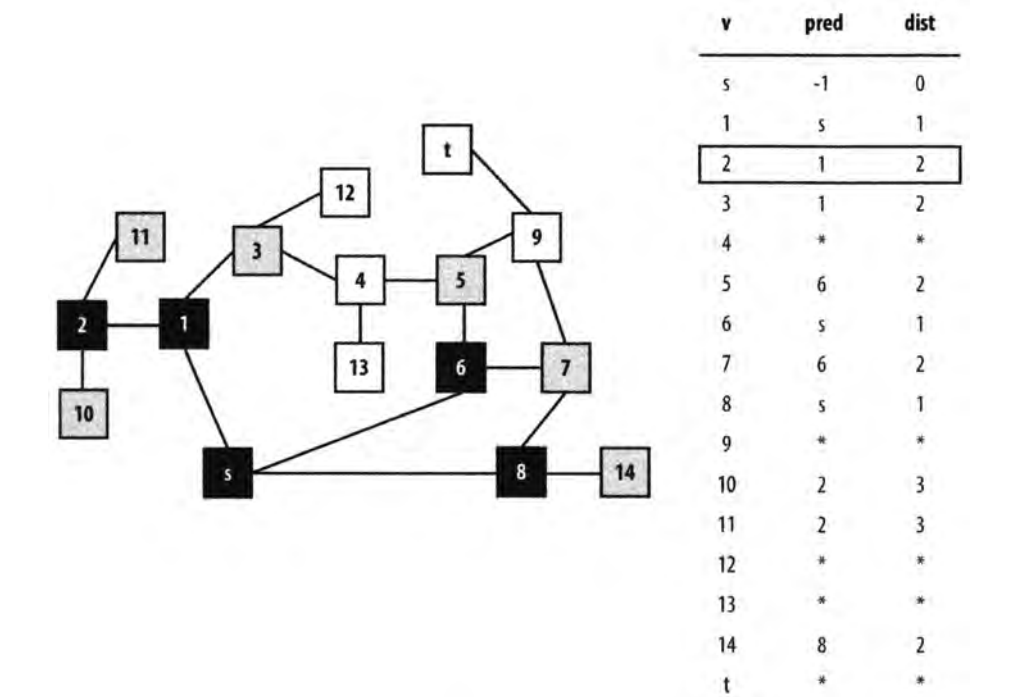 t
12
11
3
9
4
5
2
1
13
6
7
10
s
8
14
v pred dist
s -1 0
1 s 1
2 1 2
3 1 2
4 * *
5 6 2
6 s 1
7 6 2
8 s 1
9 * *
10 2 3
11 2 3
12 * *
13 * *
14 8 2
t * *